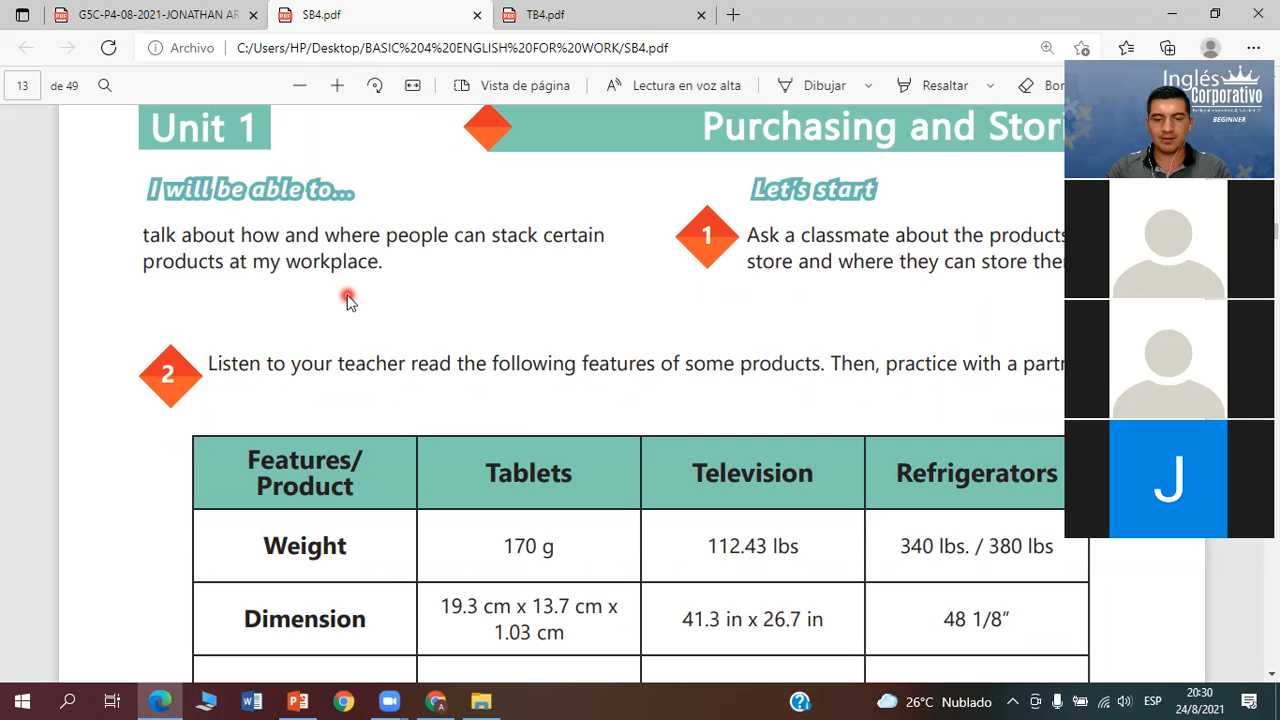 G5C-P4-08-2021-JONATHAN AR
SB4.pdf
TB4.pdf
Archivo
C:/Users/HP/Desktop/BASIC%204%20ENGLISH%20FOR%20WORK/SB4.pdf
13
de 49
Vista de página
Lectura en voz alta
Dibujar
Resaltar
Bor
Inglés
Corporativo
BEGINNER
Unit 1
Purchasing and Stori
I will be able to...
Let's start
talk about how and where people can stack certain
products at my workplace.
1
Ask a classmate about the products
store and where they can store the
2
Listen to your teacher read the following features of some products. Then, practice with a partn
Features/
Product
Tablets
Television
Refrigerators
Weight
170 g
112.43 lbs
340 lbs. / 380 lbs
Dimension
19.3 cm x 13.7 cm x
1.03 cm
41.3 in x 26.7 in
48 1/8″
J
26°C Nublado
ESP
20:30
24/8/2021